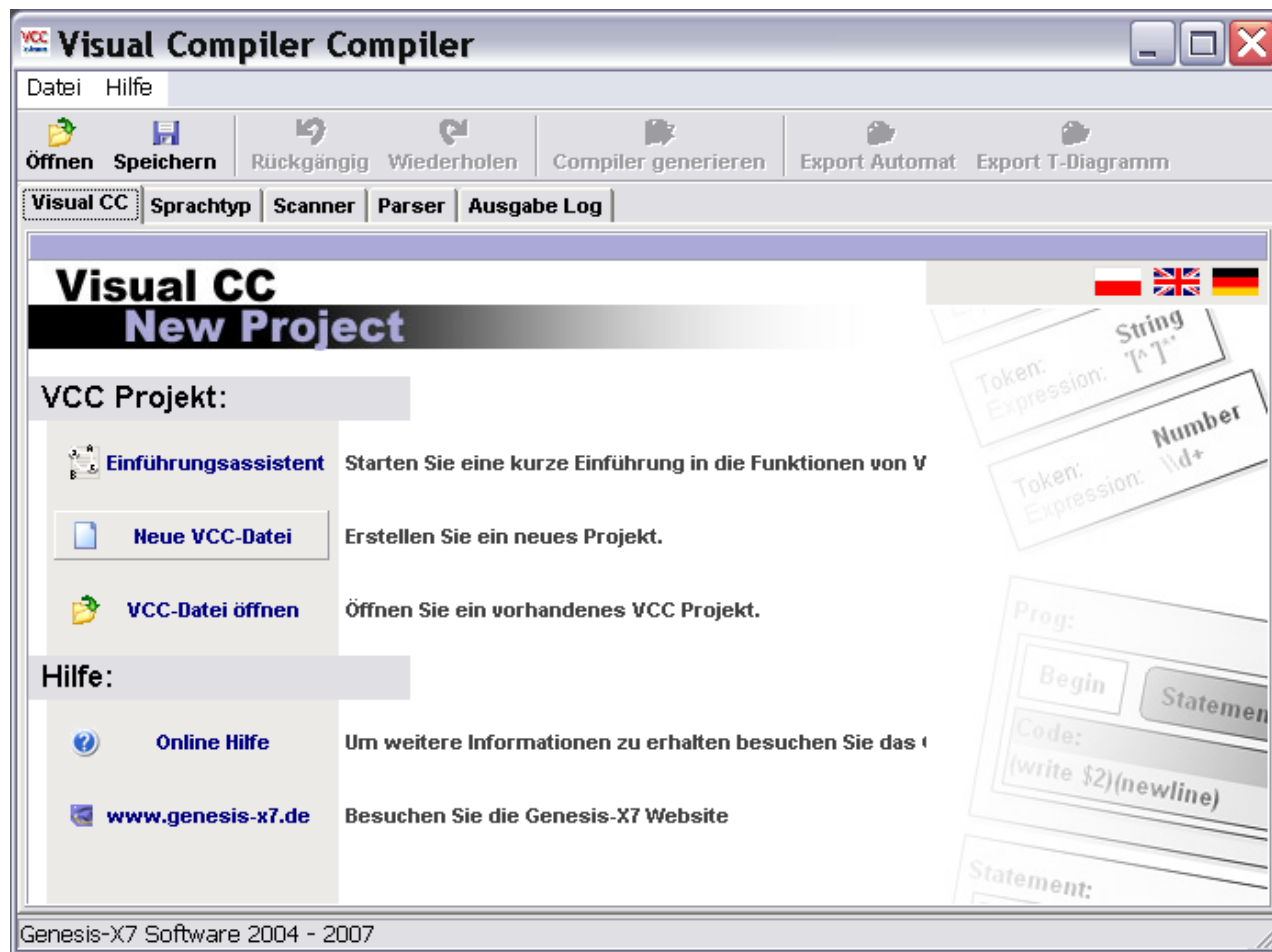 VCC
Visual Compiler Compiler
Datei Hilfe
Öffnen Speichern Rückgängig Wiederholen Compiler generieren Export Automat Export T-Diagramm
Visual CC Sprachtyp Scanner Parser Ausgabe Log
Visual CC
New Project
String
Token:
Expression:
Number
Token:
Expression: \\d+
VCC Projekt:
Einführungsassistent Starten Sie eine kurze Einführung in die Funktionen von V
Neue VCC-Datei Erstellen Sie ein neues Projekt.
VCC-Datei öffnen Öffnen Sie ein vorhandenes VCC Projekt.
Prog:
Begin Statemen
Code:
(write $2)(newline)
Statement:
Hilfe:
Online Hilfe Um weitere Informationen zu erhalten besuchen Sie das
www.genesis-x7.de Besuchen Sie die Genesis-X7 Website
Genesis-X7 Software 2004 - 2007